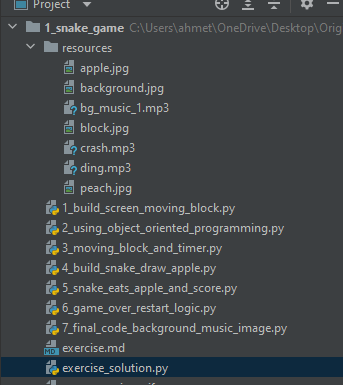 Project
1_snake_game C:\Users\ahmet\OneDrive\Desktop\Orig
resources
apple.jpg
background.jpg
bg_music_1.mp3
block.jpg
crash.mp3
ding.mp3
peach.jpg
1_build_screen_moving_block.py
2_using_object_oriented_programming.py
3_moving_block_and_timer.py
4_build_snake_draw_apple.py
5_snake_eats_apple_and_score.py
6_game_over_restart_logic.py
7_final_code_background_music_image.py
MD exercise.md
exercise_solution.py